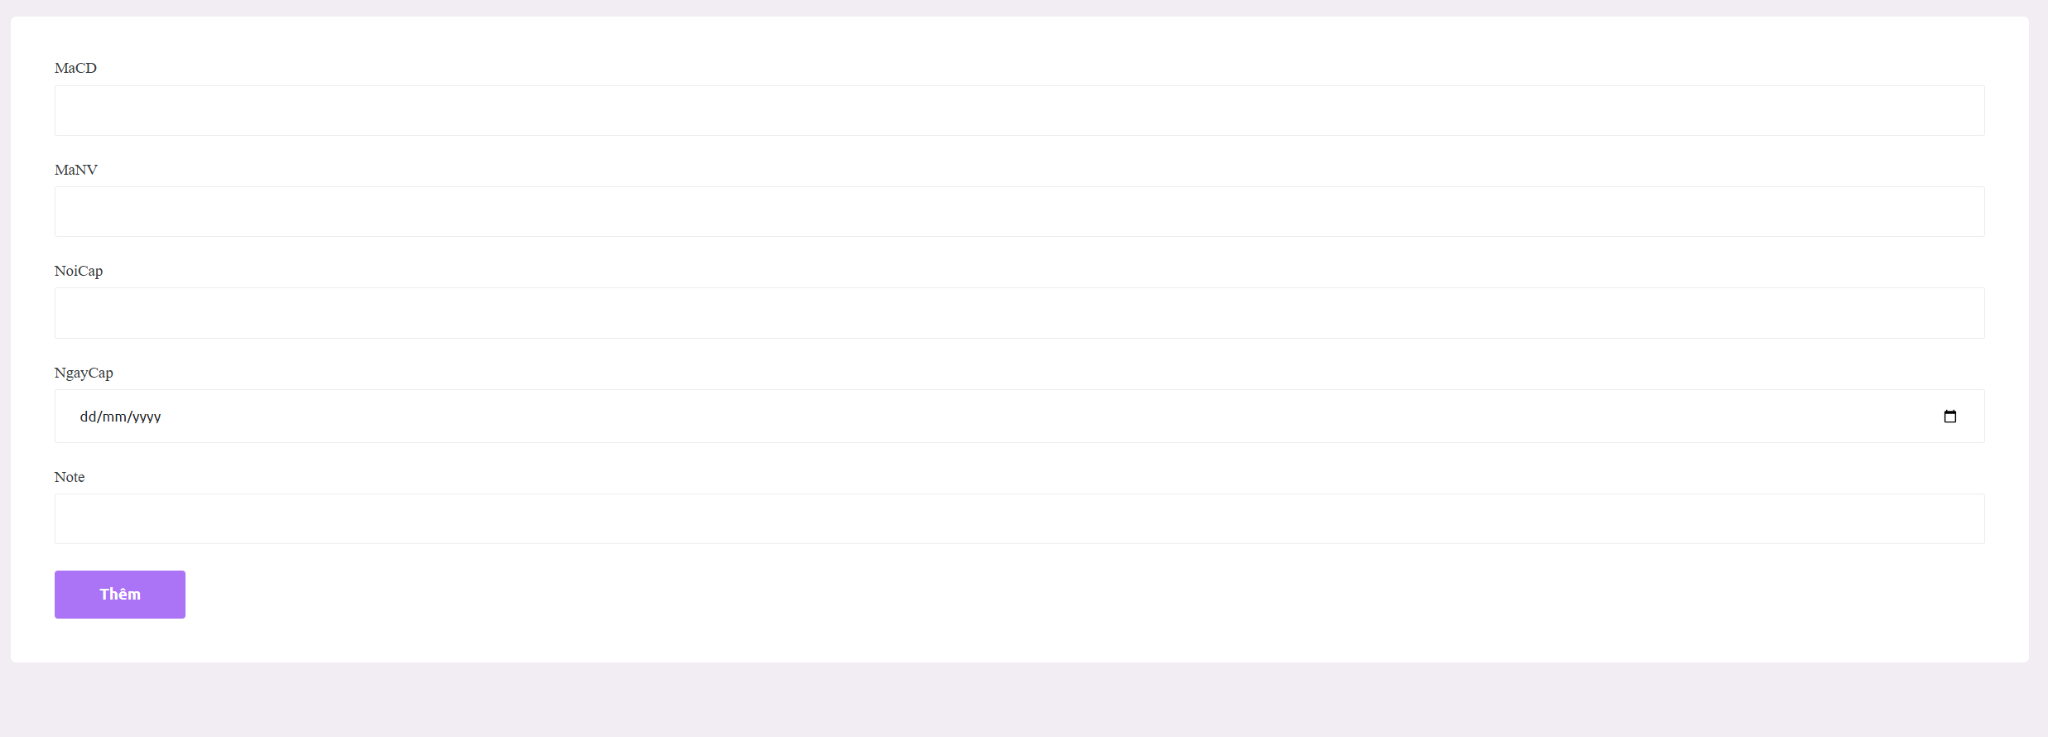 MaCD
MaNV
NoiCap
NgayCap
dd/mm/yyyy
Note
Thêm